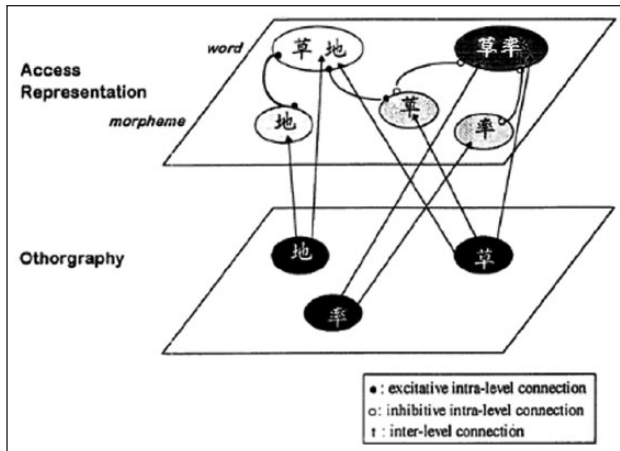 word
草地
草率
Access
Representation
morpheme
地
草
率
Othorgraphy
地
草
率
● : excitative intra-level connection
○ : inhibitive intra-level connection
↑ : inter-level connection